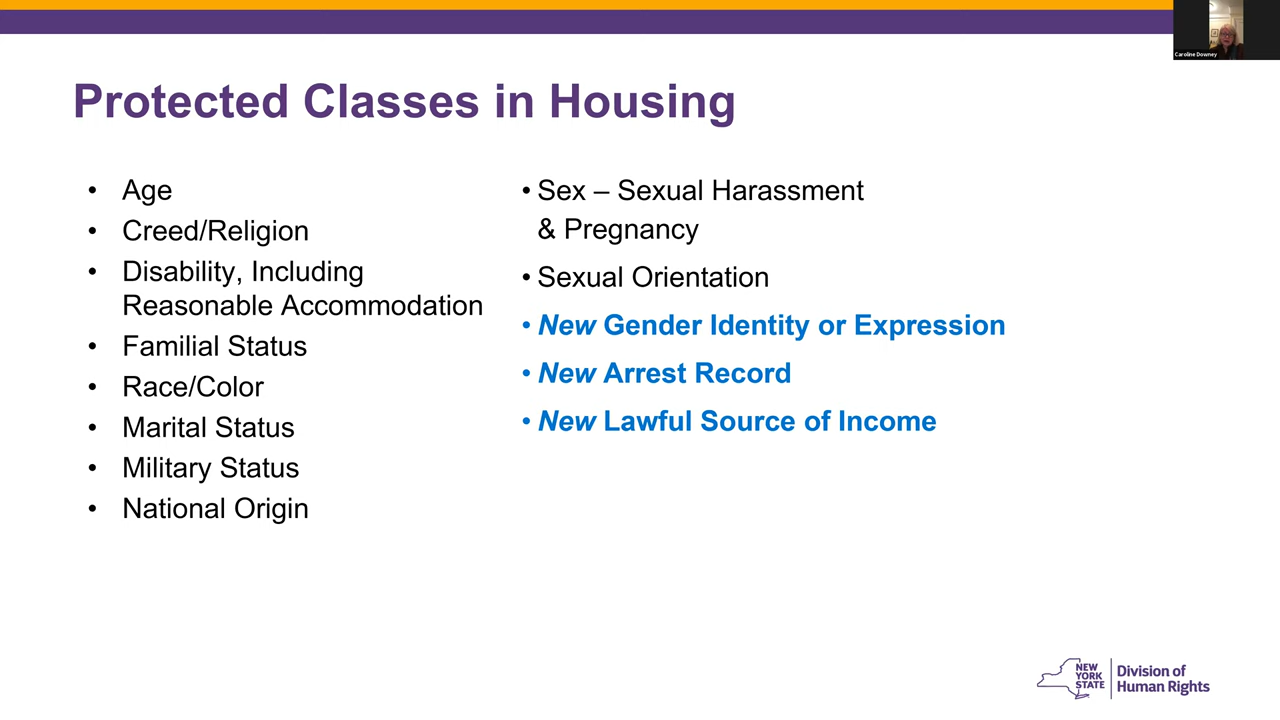 Caroline Downey
Protected Classes in Housing
• Age
• Creed/Religion
• Disability, Including
Reasonable Accommodation
• Familial Status
• Race/Color
• Marital Status
• Military Status
• National Origin
• Sex – Sexual Harassment
& Pregnancy
• Sexual Orientation
• New Gender Identity or Expression
• New Arrest Record
• New Lawful Source of Income
NEW
YORK
STATE
Division of
Human Rights